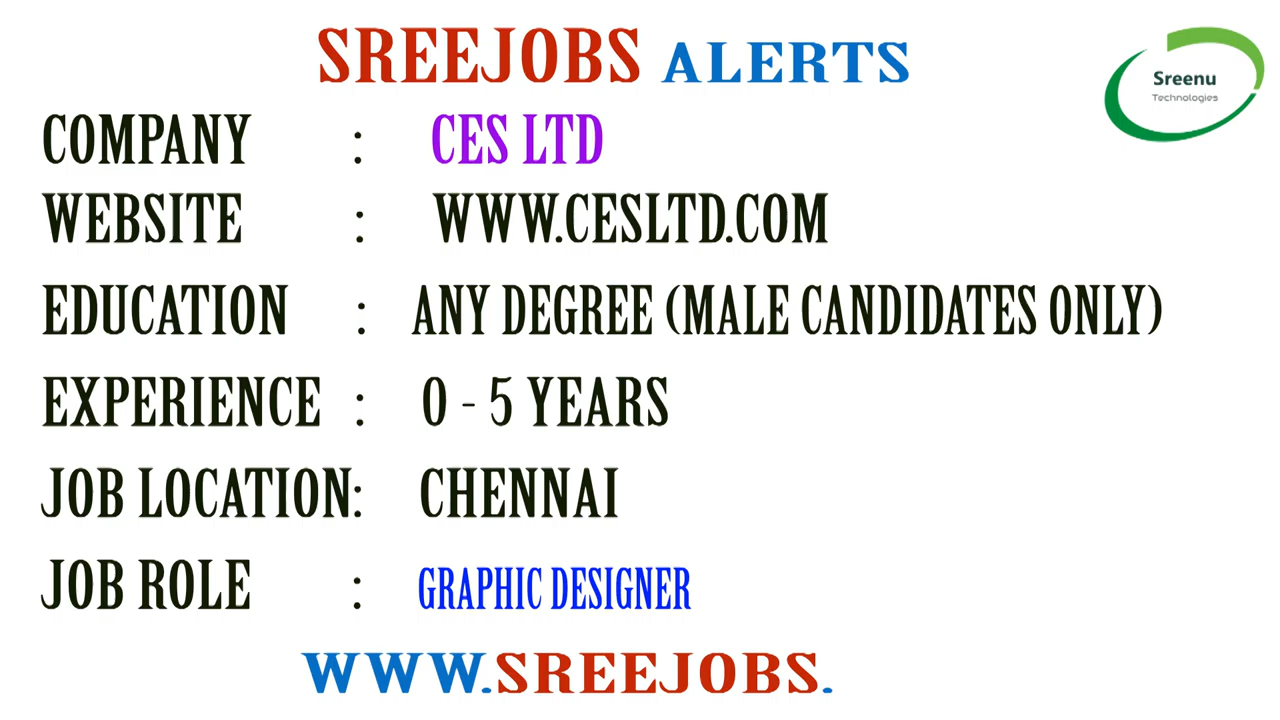 SREEJOBS ALERTS
Sreenu
Technologies
COMPANY : CES LTD
WEBSITE : WWW.CESLTD.COM
EDUCATION : ANY DEGREE (MALE CANDIDATES ONLY)
EXPERIENCE : 0 - 5 YEARS
JOB LOCATION: CHENNAI
JOB ROLE : GRAPHIC DESIGNER
WWW.SREEJOBS.